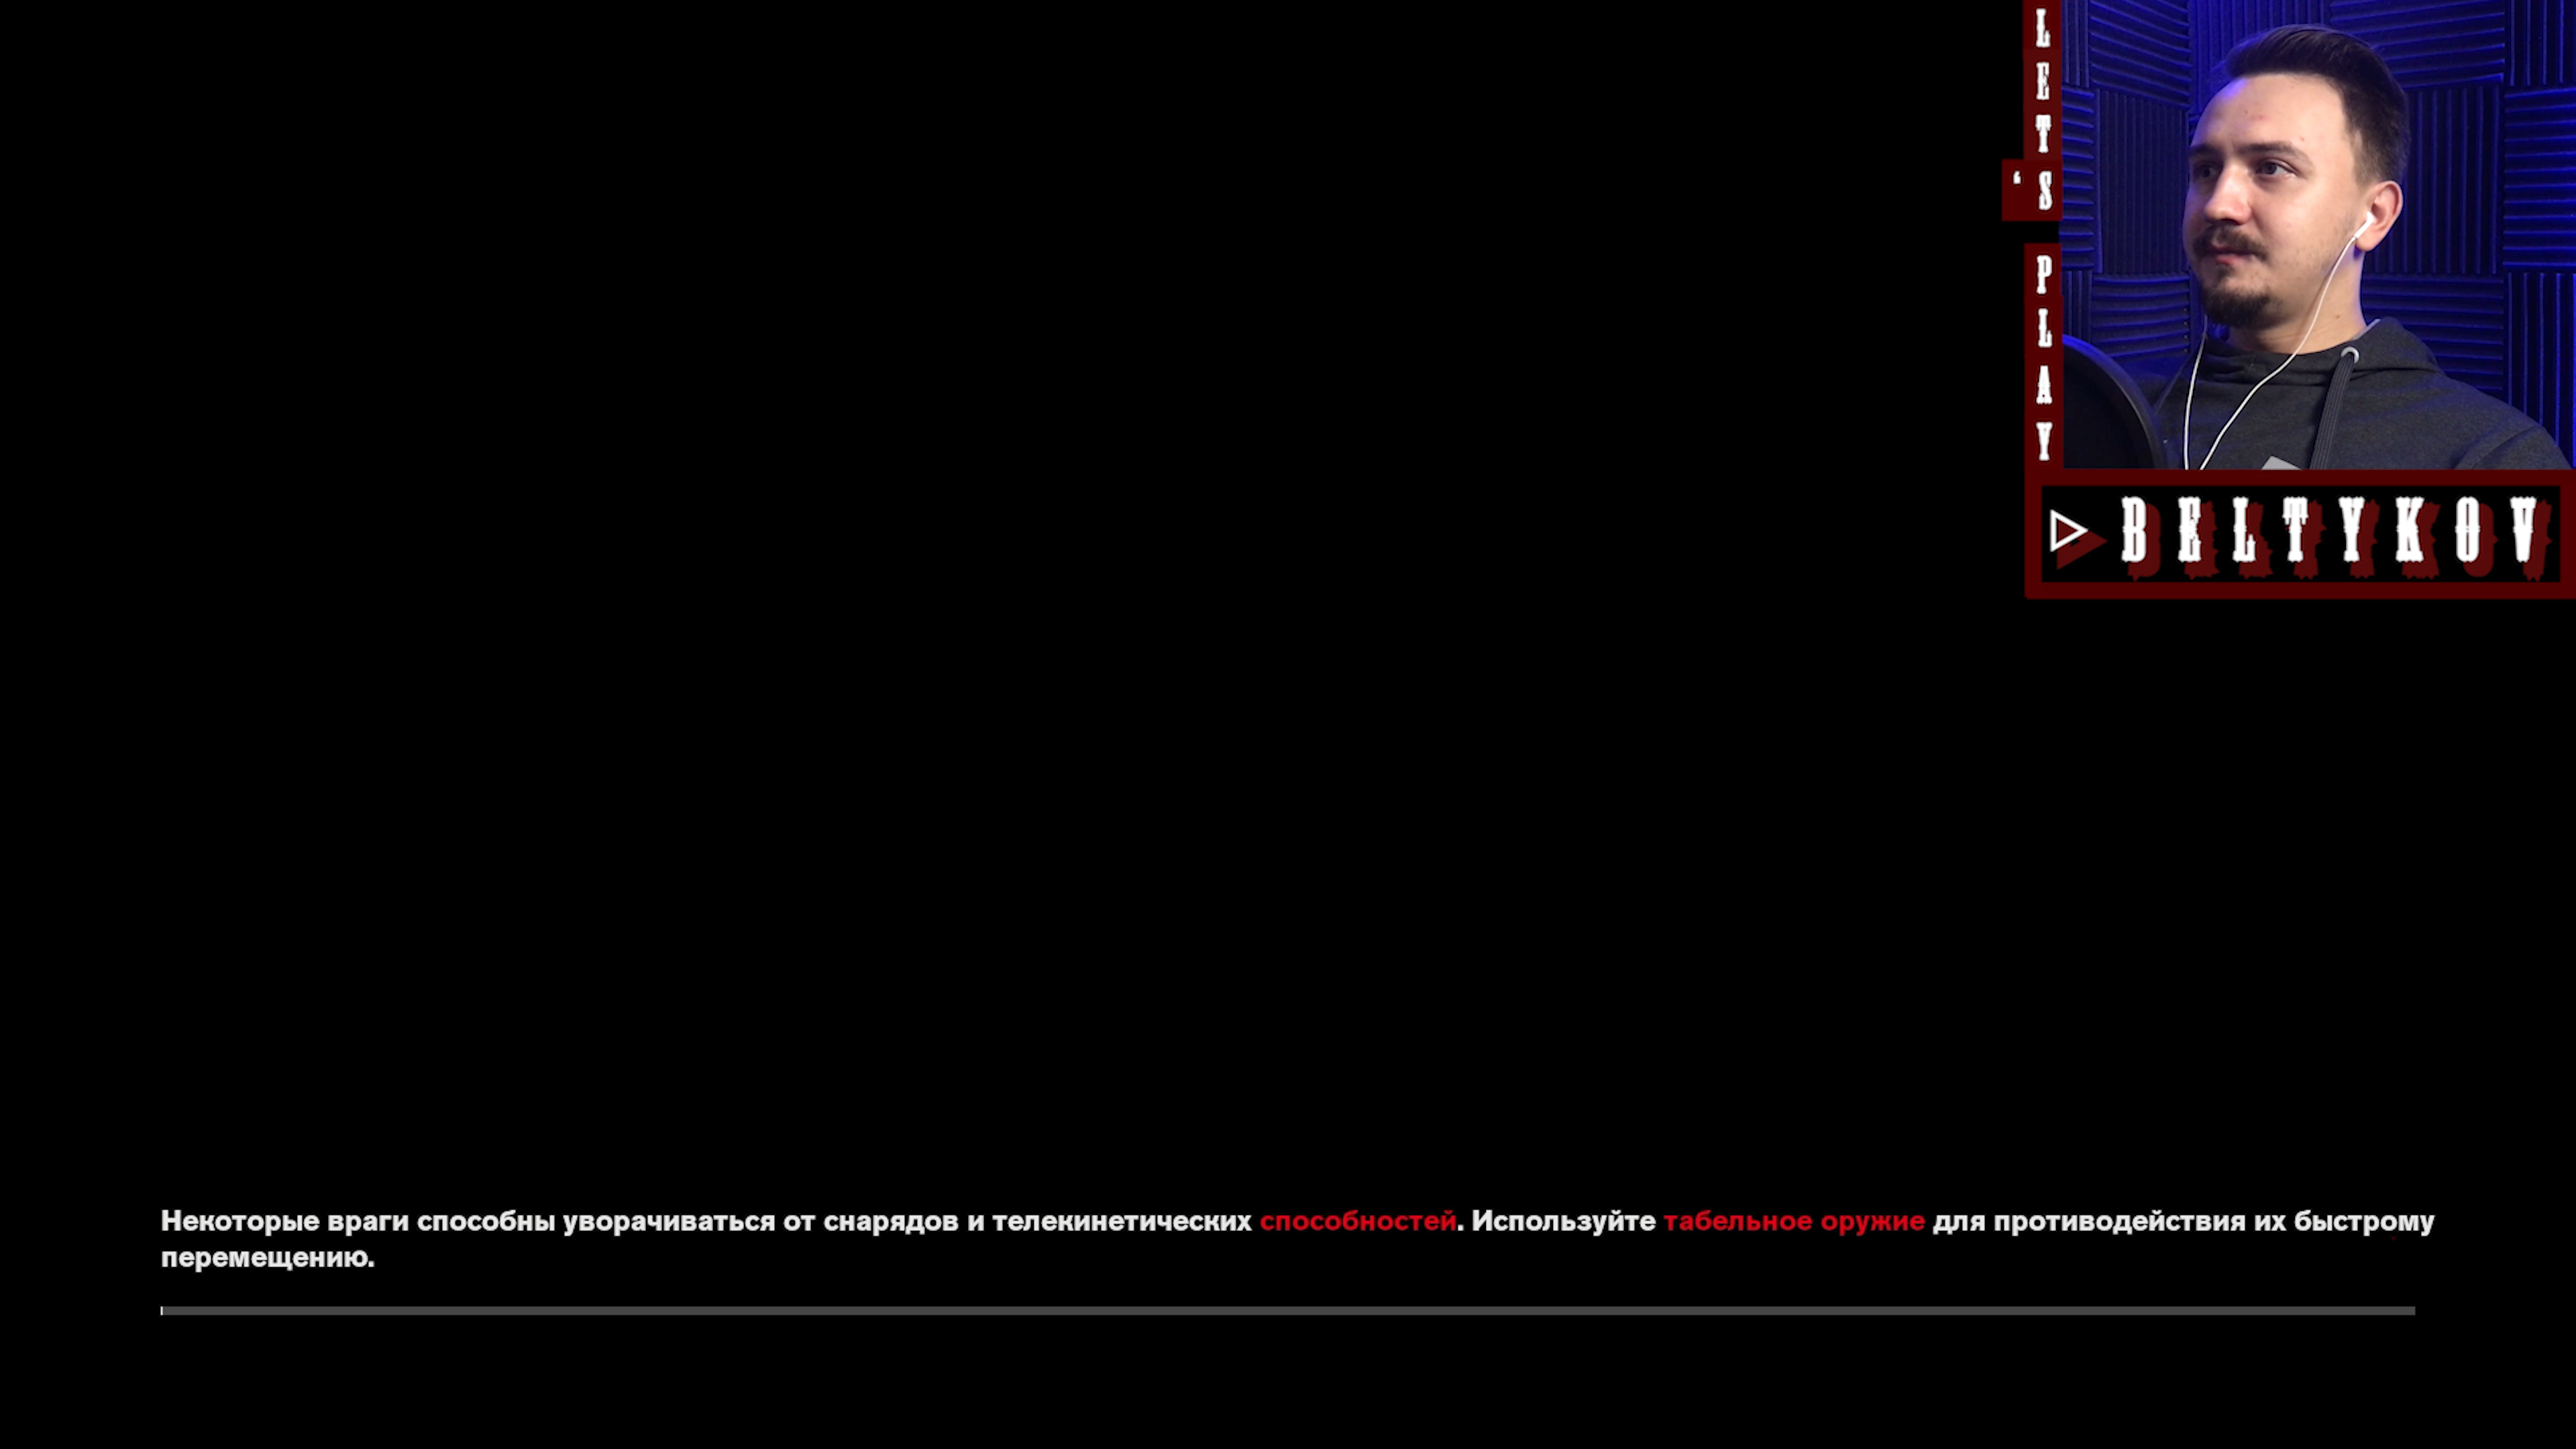 LET'S
PLAY
BELTYKOV
Некоторые враги способны уворачиваться от снарядов и телекинетических способностей. Используйте табельное оружие для противодействия их быстрому
перемещению.